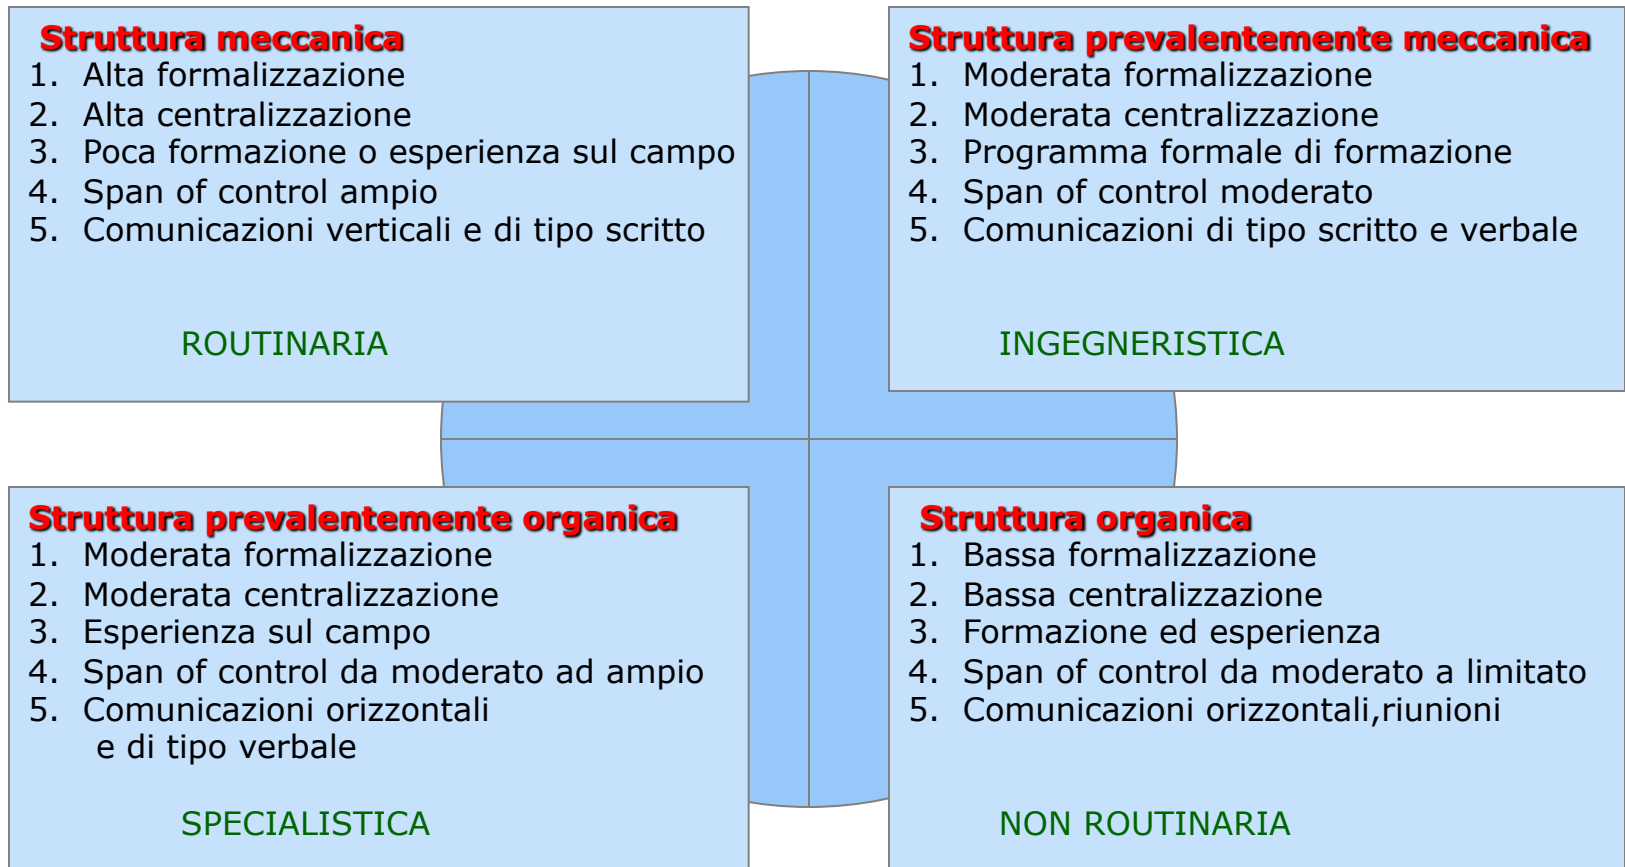 Struttura meccanica
1. Alta formalizzazione
2. Alta centralizzazione
3. Poca formazione o esperienza sul campo
4. Span of control ampio
5. Comunicazioni verticali e di tipo scritto
ROUTINARIA
Struttura prevalentemente meccanica
1. Moderata formalizzazione
2. Moderata centralizzazione
3. Programma formale di formazione
4. Span of control moderato
5. Comunicazioni di tipo scritto e verbale
INGEGNERISTICA
Struttura prevalentemente organica
1. Moderata formalizzazione
2. Moderata centralizzazione
3. Esperienza sul campo
4. Span of control da moderato ad ampio
5. Comunicazioni orizzontali
e di tipo verbale
SPECIALISTICA
Struttura organica
1. Bassa formalizzazione
2. Bassa centralizzazione
3. Formazione ed esperienza
4. Span of control da moderato a limitato
5. Comunicazioni orizzontali,riunioni
NON ROUTINARIA